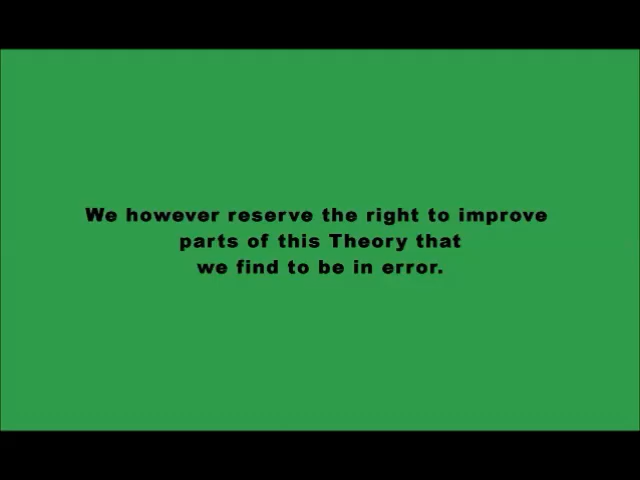 We however reserve the right to improve
parts of this Theory that
we find to be in error.